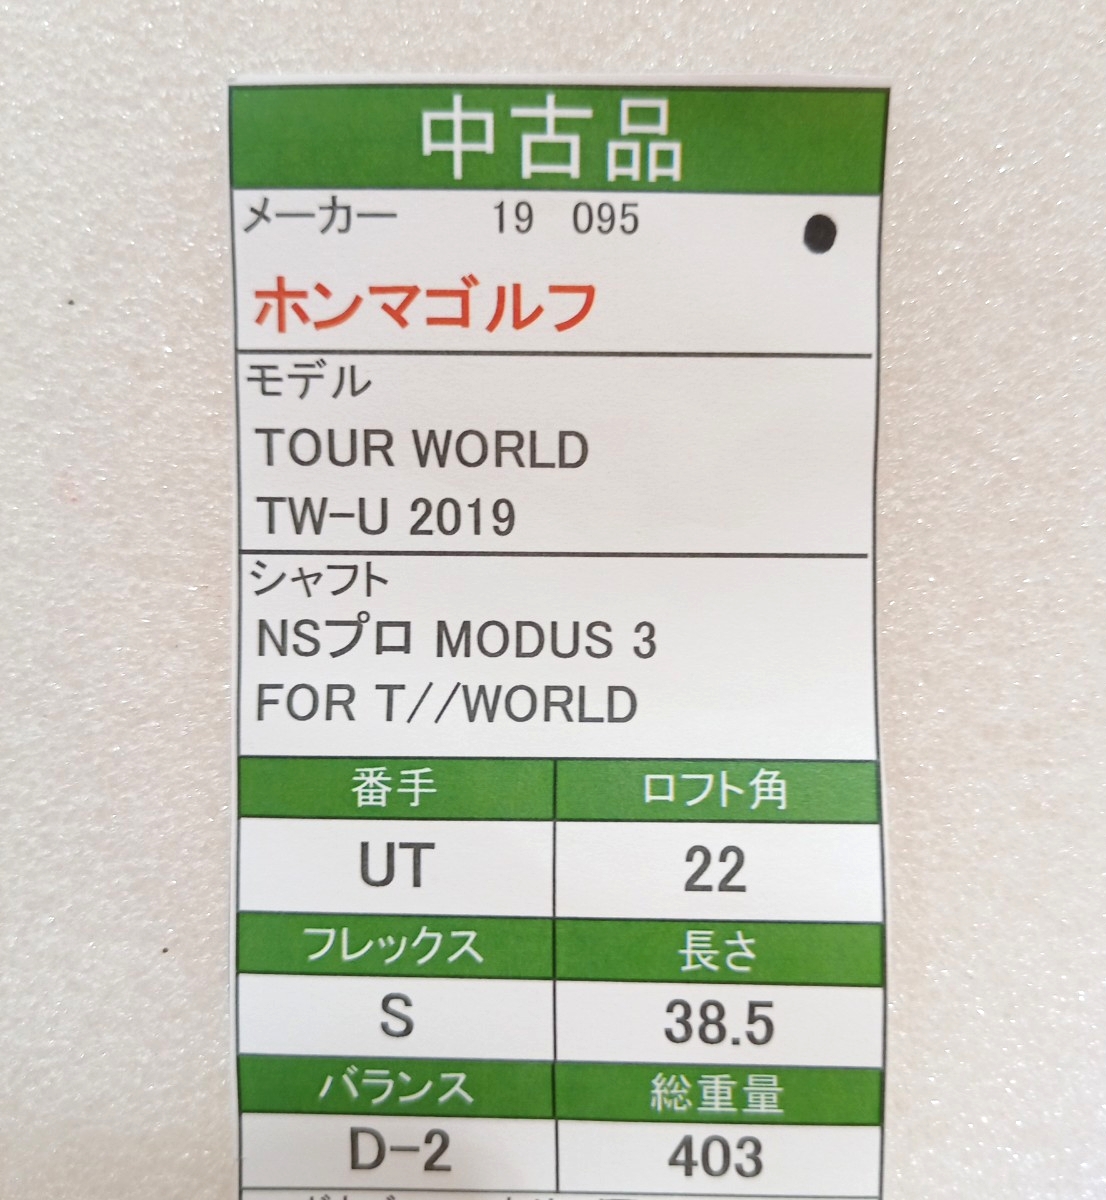 中古品
メーカー 19 095
ホンマゴルフ
モデル
TOUR WORLD
TW-U 2019
シャフト
NSプロ MODUS 3
FOR T//WORLD
番手 ロフト角
UT 22
フレックス 長さ
S 38.5
バランス 総重量
D-2 403